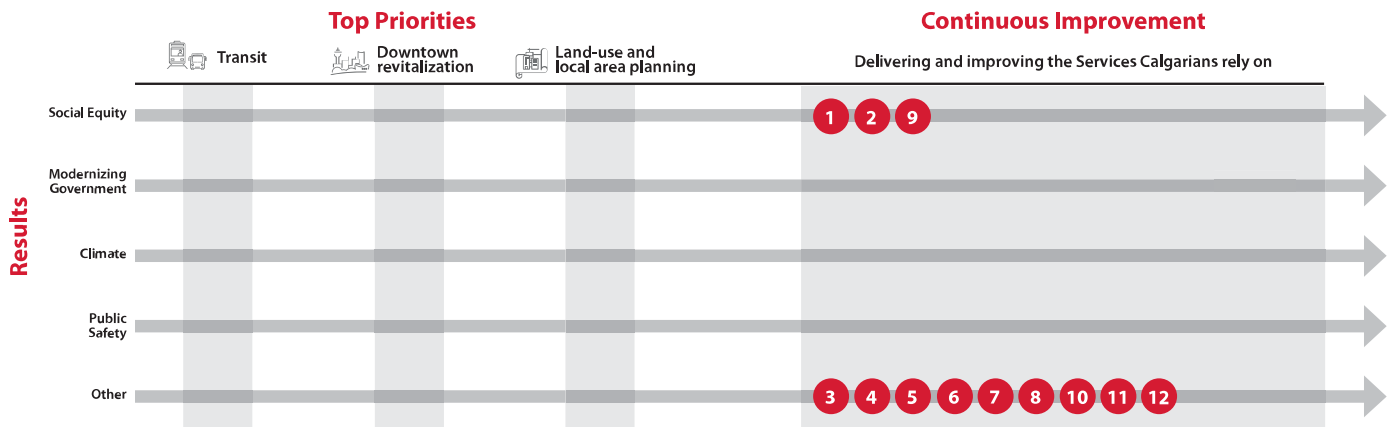 Top Priorities
Continuous Improvement
Transit
Downtown
revitalization
Land-use and
local area planning
Delivering and improving the Services Calgarians rely on
Results
Social Equity
1 2 9
Modernizing
Government
Climate
Public
Safety
Other
3 4 5 6 7 8 10 11 12